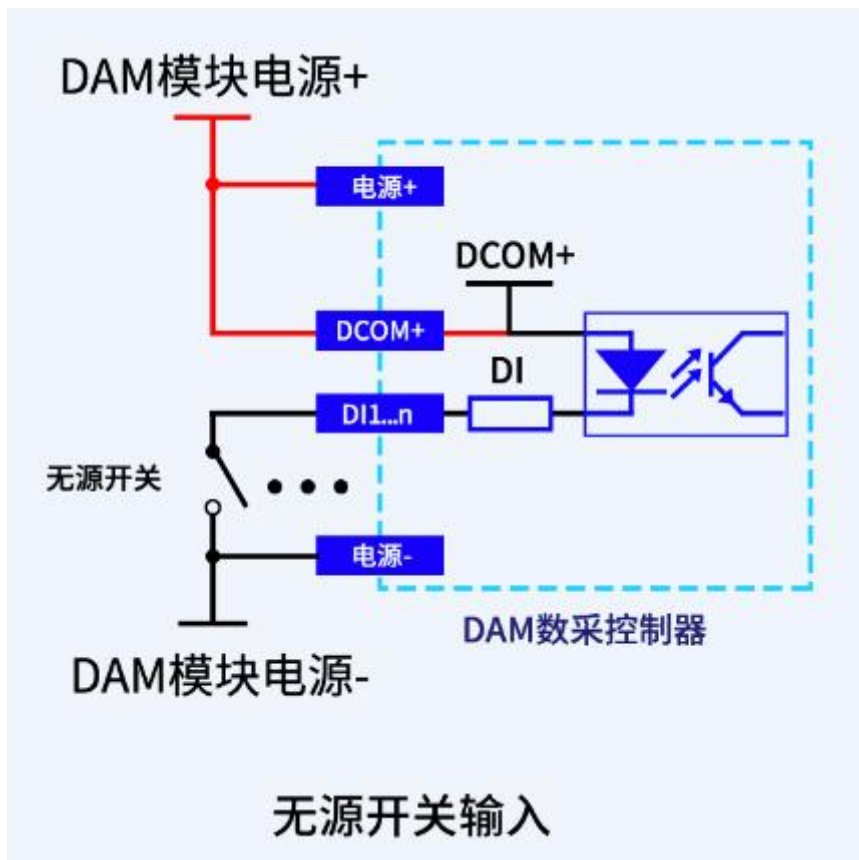 DAM模块电源+
电源+
DCOM+
DCOM+
DI
DI1...n
无源开关
电源-
DAM数采控制器
DAM模块电源-
无源开关输入